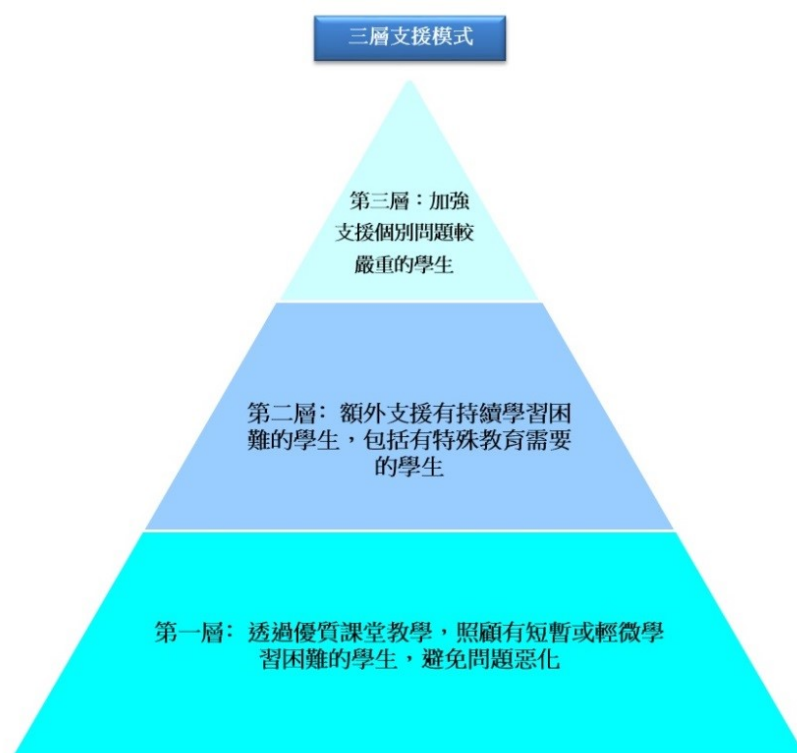 三層支援模式
第三層：加強
支援個別問題較
嚴重的學生
第二層：額外支援有持續學習困
難的學生，包括有特殊教育需要
的學生
第一層：透過優質課堂教學，照顧有短暫或輕微學
習困難的學生，避免問題惡化